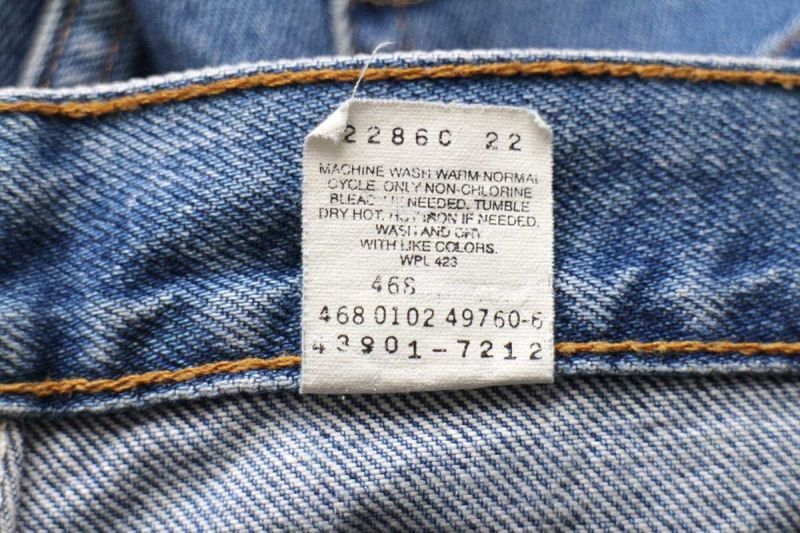 22860 22
MACHINE WASH WARM NORMAL
CYCLE. ONLY NON-CHLORINE
NEEDED. TUMBLE
DRY HOT. IF NEEDED.
WASH AND DRY
WITH LIKE COLORS.
WPL 423
468
468 0102 49760-6
43901-7212